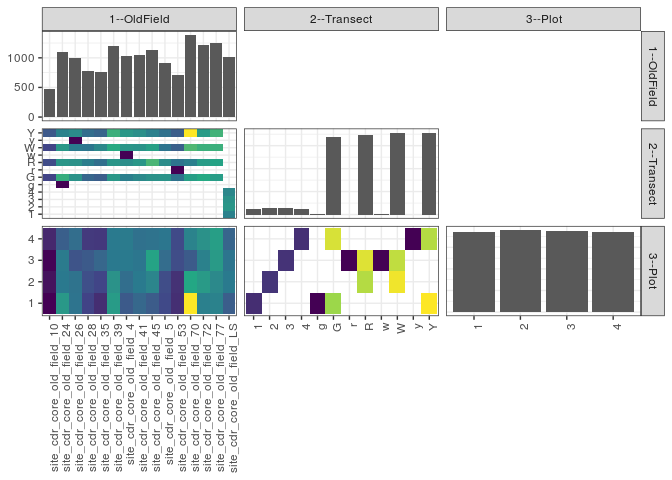 1--OldField
2--Transect
3--Plot
1--OldField
1000
500
0
2--Transect
Y
y
W
w
R
r
G
g
4
3
2
1
3--Plot
4
3
2
1
site_cdr_core_old_field_10
site_cdr_core_old_field_24
site_cdr_core_old_field_26
site_cdr_core_old_field_28
site_cdr_core_old_field_35
site_cdr_core_old_field_39
site_cdr_core_old_field_4
site_cdr_core_old_field_41
site_cdr_core_old_field_45
site_cdr_core_old_field_5
site_cdr_core_old_field_53
site_cdr_core_old_field_70
site_cdr_core_old_field_72
site_cdr_core_old_field_77
site_cdr_core_old_field_LS
1
2
3
4
g
G
r
R
w
W
y
Y
1
2
3
4